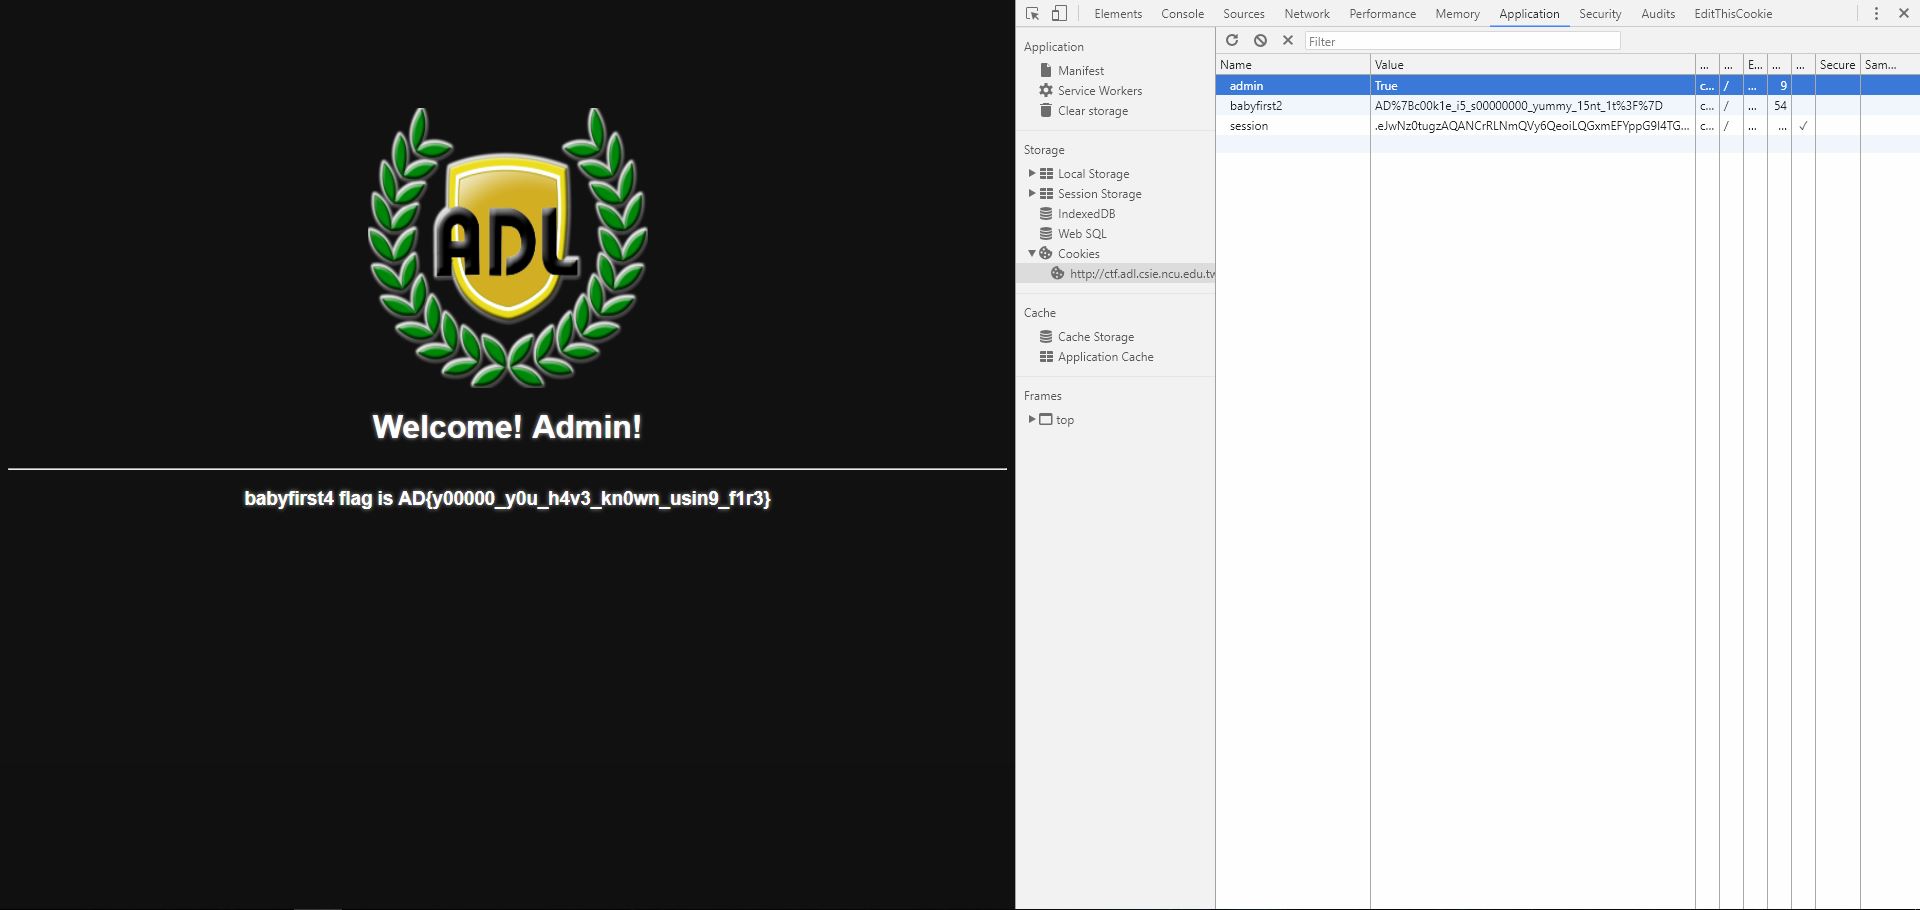 ADL
Welcome! Admin!
babyfirst4 flag is AD{y00000_y0u_h4v3_kn0wn_usin9_f1r3}
Elements Console Sources Network Performance Memory Application Security Audits EditThisCookie
Application
Manifest
Service Workers
Clear storage
Storage
Local Storage
Session Storage
IndexedDB
Web SQL
Cookies
http://ctf.adl.csie.ncu.edu.tw
Cache
Cache Storage
Application Cache
Frames
top
Filter
Name Value ... ... E... ... ... Secure Sam...
admin True c... / ... 9
babyfirst2 AD%7Bc00k1e_i5_s00000000_yummy_15nt_1t%3F%7D c... / ... 54
session .eJwNz0tugzAQANCrRLNmQVy6QeoiLQGxmEFYppG9I4TG... c... / ... ... ✓